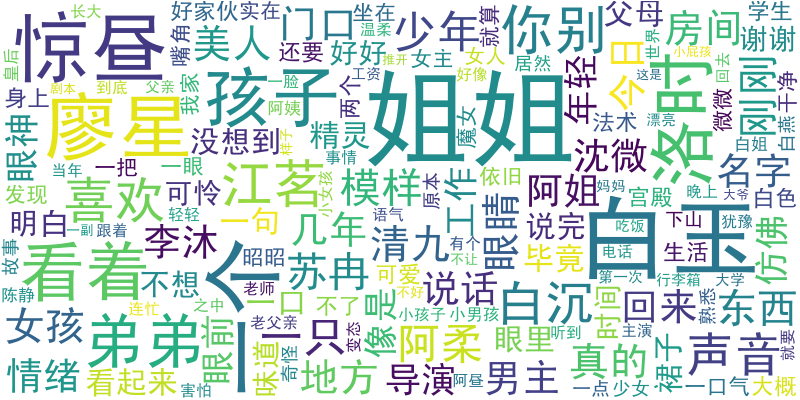 惊昼
好家伙
实在
门口
坐在
少年
就算
你别
父母
学生
皇后
长大
嘴角
美人
温柔
还要
好好
女主
女人
居然
房间
世界
谢谢
剧本
推开
工资
好像
小屁孩
到底
父亲
一脸
年轻
今日
这是
回去
廖星
身上
我家
孩子
阿姨
两个
姐姐
魔女
洛时
刚刚
微微
干净
白燕
眼神
没想到
精灵
法术
漂亮
当年
样子
事情
沈微
白姐
一把
一眼
小女孩
模样
原本
工作
依旧
妈妈
晚上
名字
发现
喜欢
可怜
江茗
阿姐
宫殿
大爷
白色
轻轻
语气
眼睛
白玉
明白
一句
几年
说完
下山
犹豫
仿佛
故事
一副
跟着
李沐
一个
清九
有个
吃饭
看着
昭昭
苏冉
毕竟
电话
生活
不想
可爱
说话
不让
陈静
老师
一口
不了
不好
白沉
第一次
行李箱
大学
连忙
之中
小孩子
小男孩
时间
回来
熟悉
东西
女孩
弟弟
眼前
老父亲
一只
变态
像是
眼里
听到
主演
就要
味道
奇怪
阿柔
真的
裙子
声音
情绪
看起来
害怕
地方
导演
阿昼
男主
一点
少女
一口气
大概